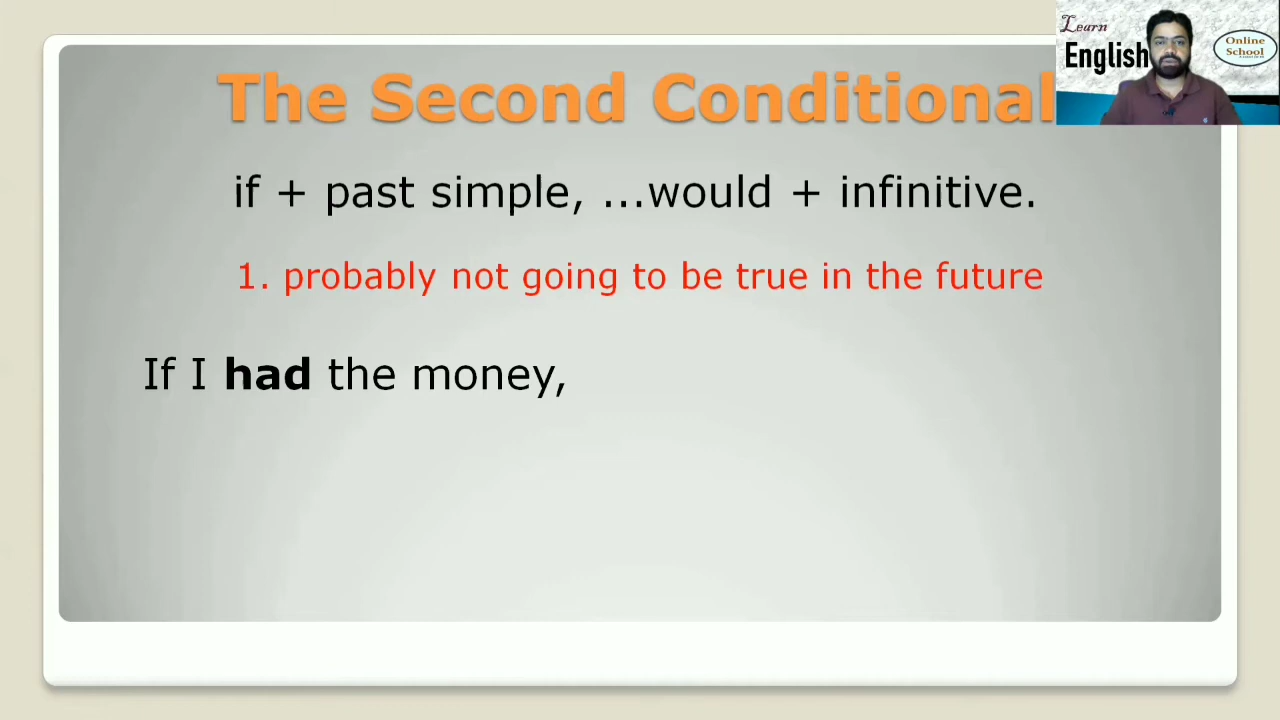 The Second Conditional
Learn
English
Online
School
if + past simple, ...would + infinitive.
1. probably not going to be true in the future
If I had the money,